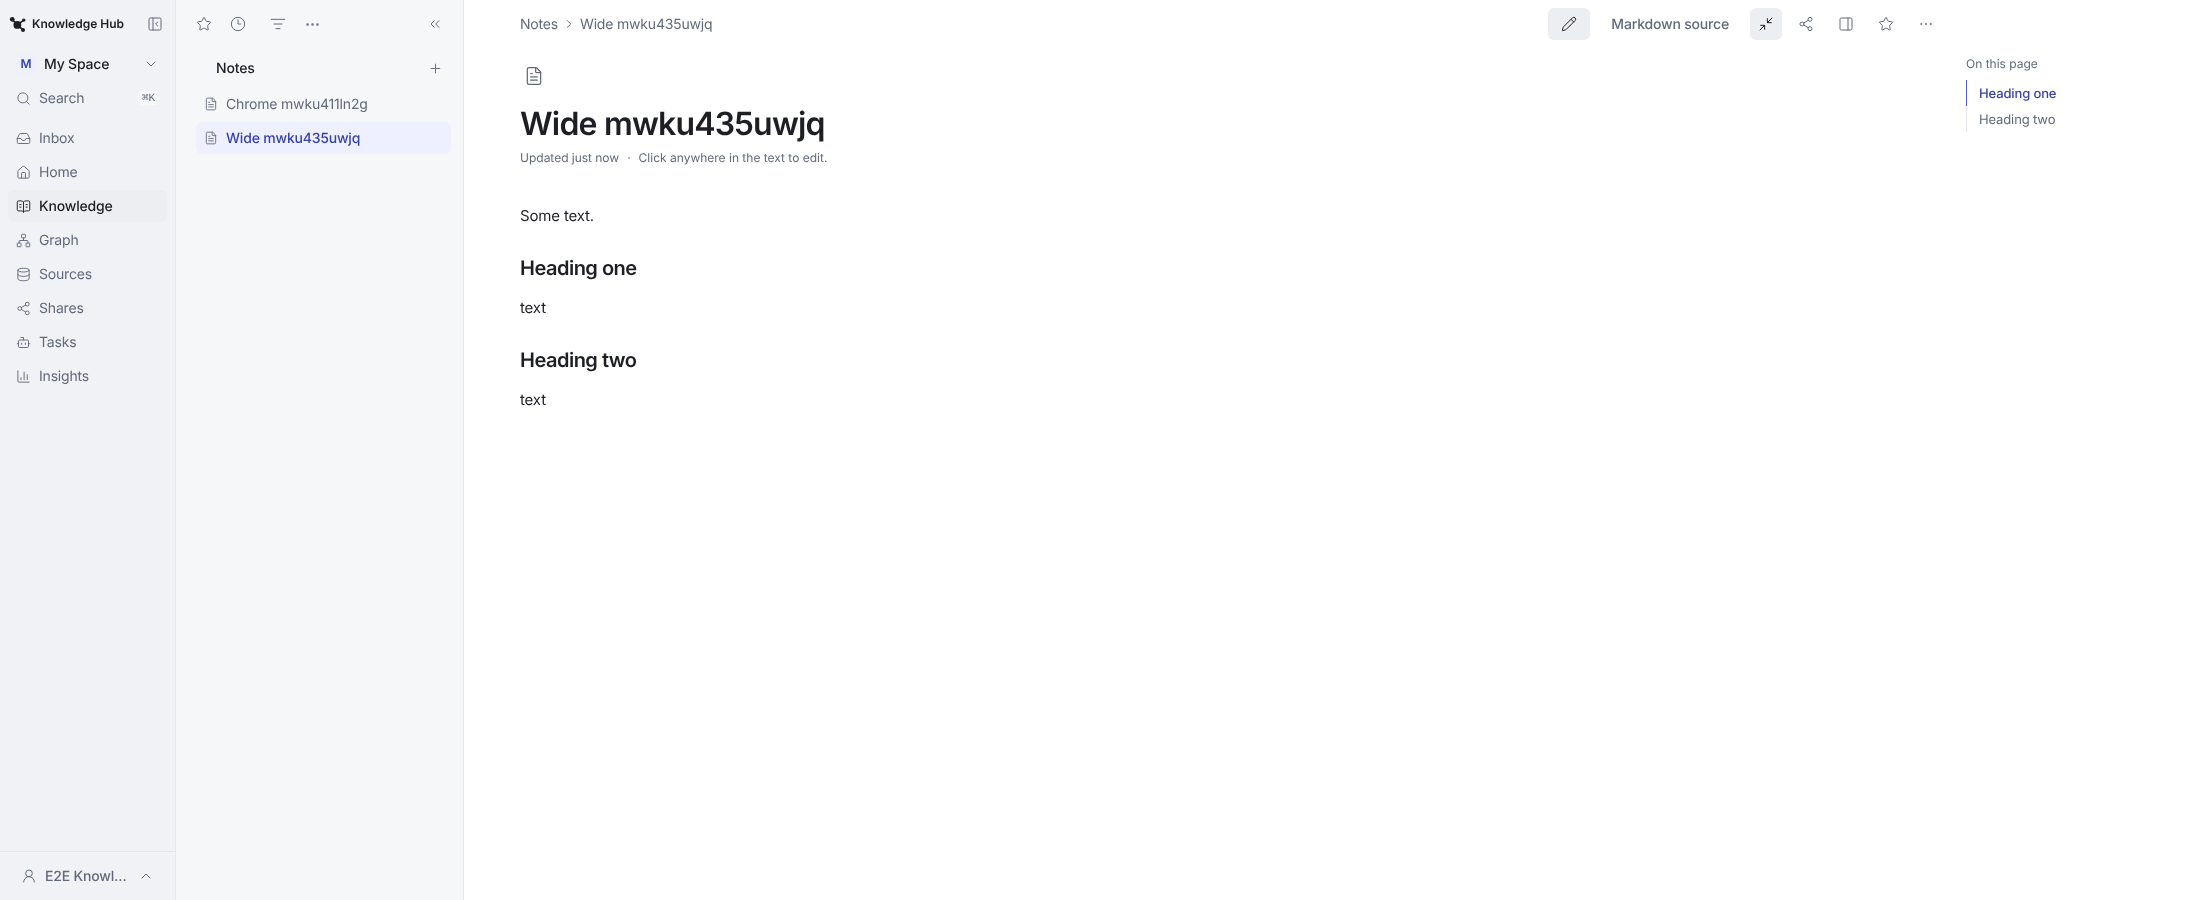 Knowledge Hub
M My Space
Search ⌘K
Inbox
Home
Knowledge
Graph
Sources
Shares
Tasks
Insights
E2E Knowl...
Notes
Chrome mwku411ln2g
Wide mwku435uwjq
Notes > Wide mwku435uwjq
Markdown source
Wide mwku435uwjq
Updated just now · Click anywhere in the text to edit.
Some text.
Heading one
text
Heading two
text
On this page
Heading one
Heading two